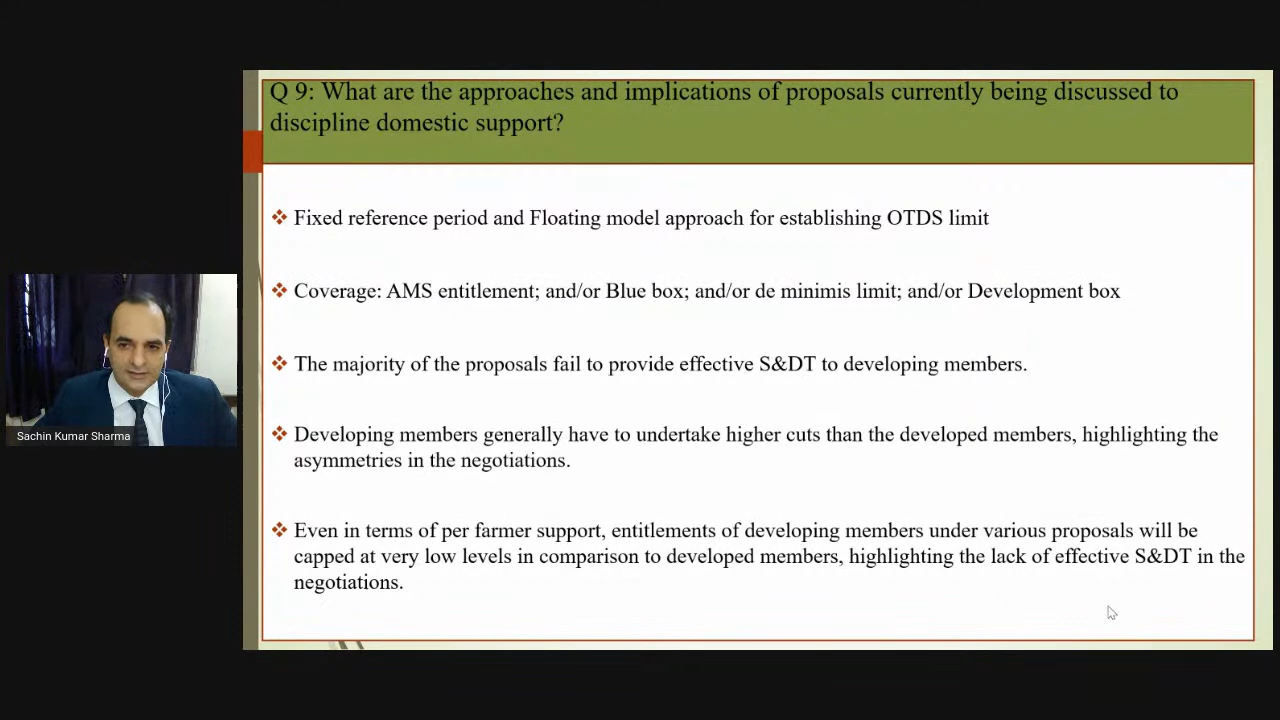 Q 9: What are the approaches and implications of proposals currently being discussed to
discipline domestic support?
❖ Fixed reference period and Floating model approach for establishing OTDS limit
❖ Coverage: AMS entitlement; and/or Blue box; and/or de minimis limit; and/or Development box
❖ The majority of the proposals fail to provide effective S&DT to developing members.
❖ Developing members generally have to undertake higher cuts than the developed members, highlighting the
asymmetries in the negotiations.
❖ Even in terms of per farmer support, entitlements of developing members under various proposals will be
capped at very low levels in comparison to developed members, highlighting the lack of effective S&DT in the
negotiations.
Sachin Kumar Sharma